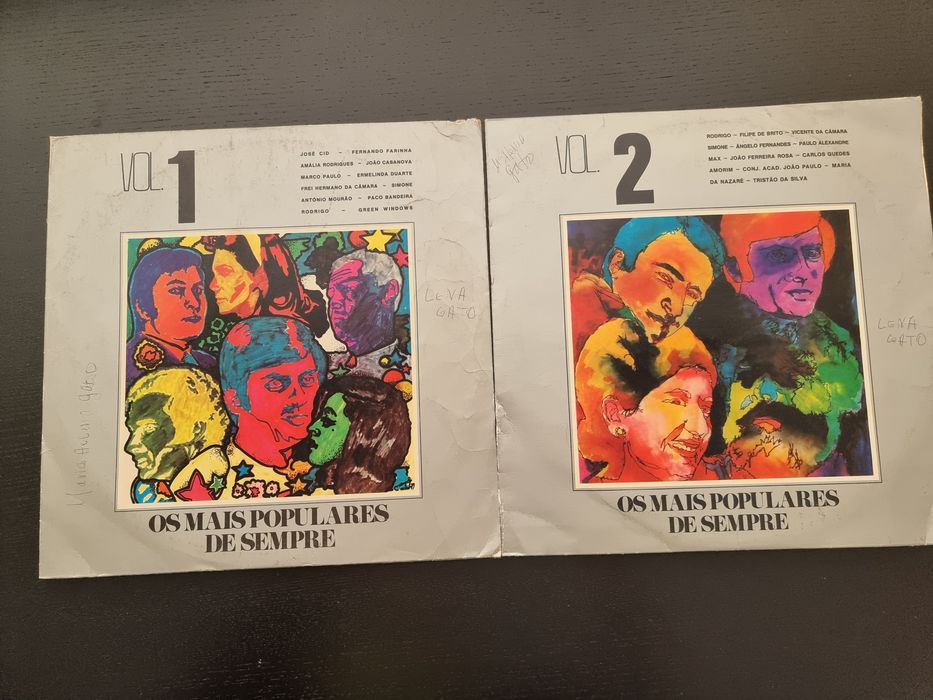 VOL. 1
JOSÉ CID – FERNANDO FARINHA
AMÁLIA RODRIGUES – JOÃO CASANOVA
MARCO PAULO – ERMELINDA DUARTE
FREI HERMANO DA CÂMARA – SIMONE
ANTÓNIO MOURÃO – PACO BANDEIRA
RODRIGO – GREEN WINDOWS
LEVA
GATO
Maria
OS MAIS POPULARES
DE SEMPRE
VOL. 2
RODRIGO – FILIPE DE BRITO – VICENTE DA CÂMARA
SIMONE – ÂNGELO FERNANDES – PAULO ALEXANDRE
MAX – JOÃO FERREIRA ROSA – CARLOS GUEDES
AMORIM – CONJ. ACAD. JOÃO PAULO – MARIA
DA NAZARÉ – TRISTÃO DA SILVA
LENA
GATO
OS MAIS POPULARES
DE SEMPRE